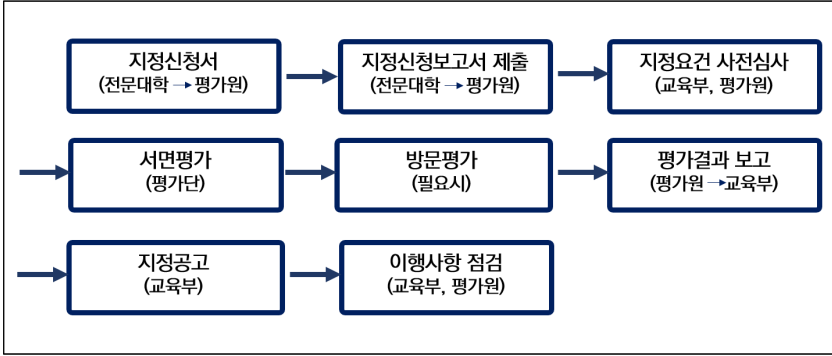 지정신청서
(전문대학 → 평가원)
지정신청보고서 제출
(전문대학 → 평가원)
지정요건 사전심사
(교육부, 평가원)
서면평가
(평가단)
방문평가
(필요시)
평가결과 보고
(평가원 → 교육부)
지정공고
(교육부)
이행사항 점검
(교육부, 평가원)